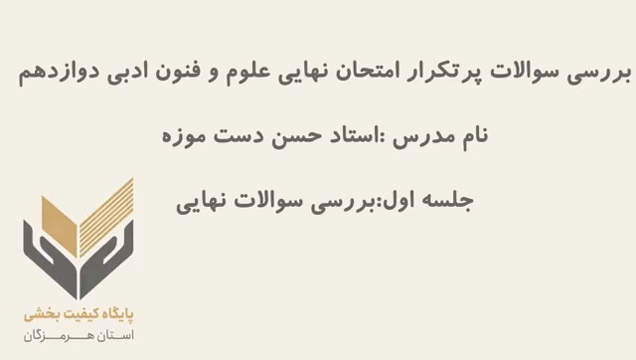 بررسی سوالات پرتکرار امتحان نهایی علوم و فنون ادبی دوازدهم
نام مدرس :استاد حسن دست موزه
جلسه اول:بررسی سوالات نهایی
پایگاه کیفیت بخشی
استان هرمزگان